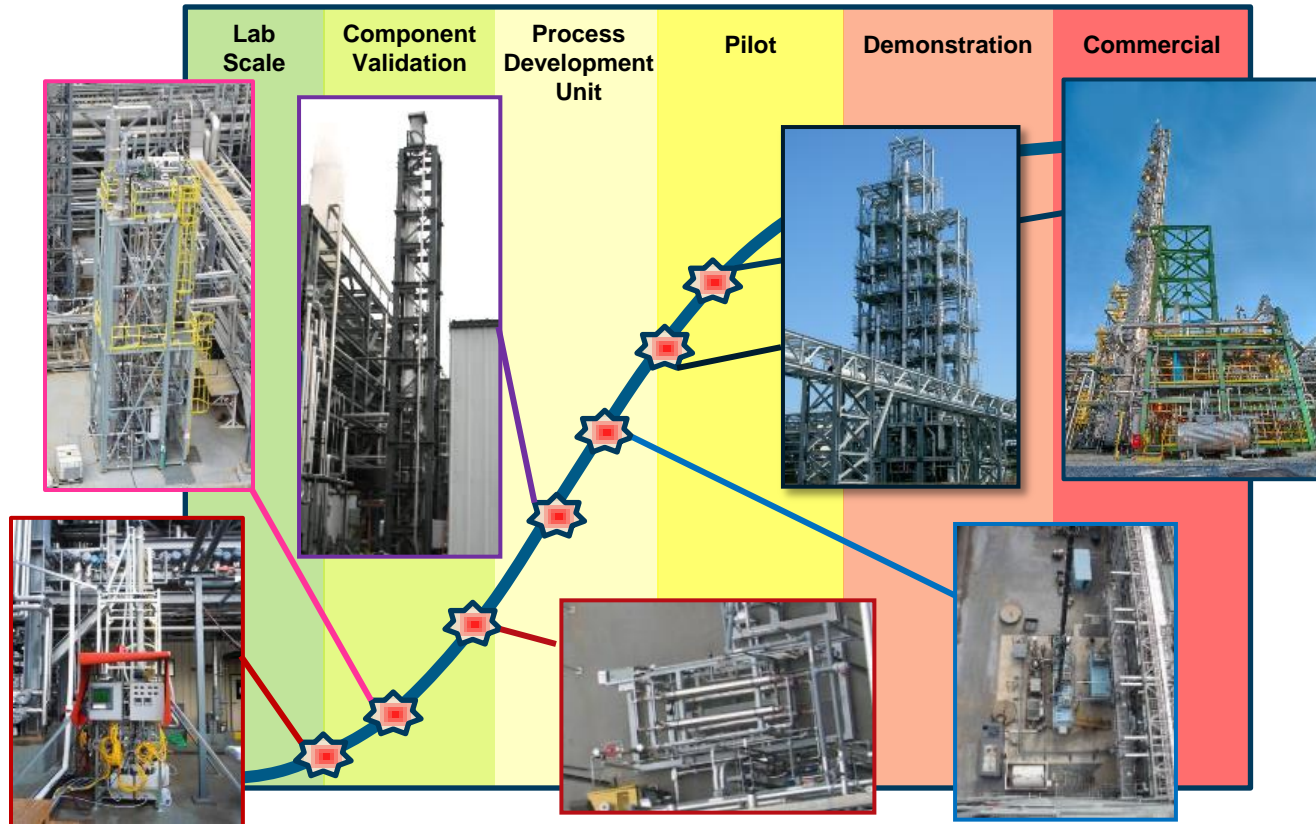 Lab
Scale
Component
Validation
Process
Development
Unit
Pilot
Demonstration
Commercial